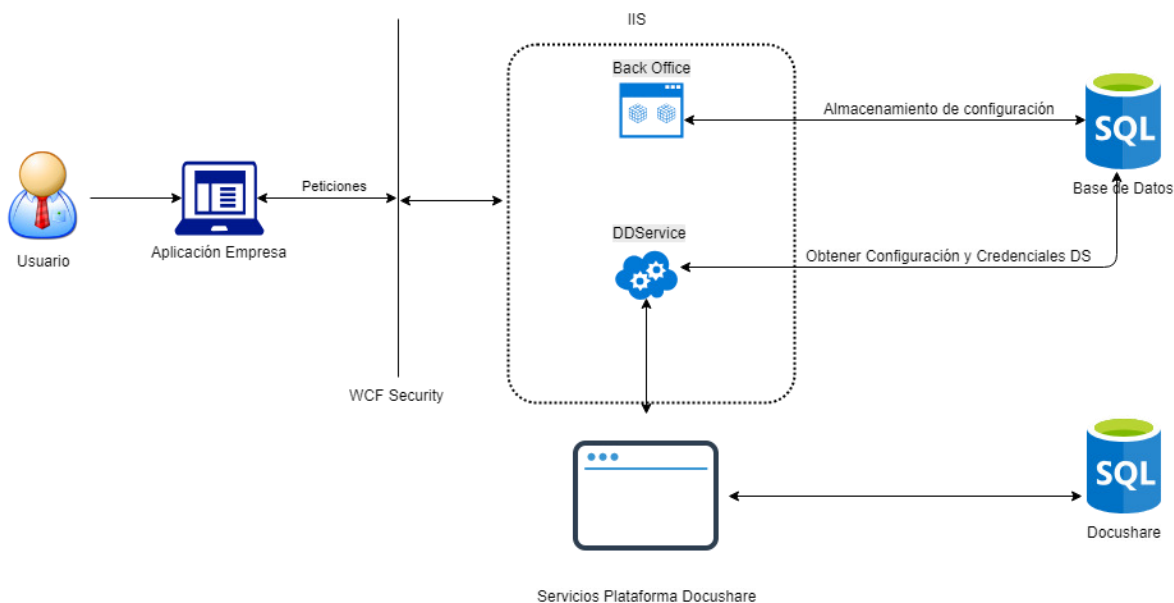 IIS
Back Office
Almacenamiento de configuración
SQL
Base de Datos
Peticiones
Usuario
Aplicación Empresa
DDService
Obtener Configuración y Credenciales DS
WCF Security
SQL
Docushare
Servicios Plataforma Docushare